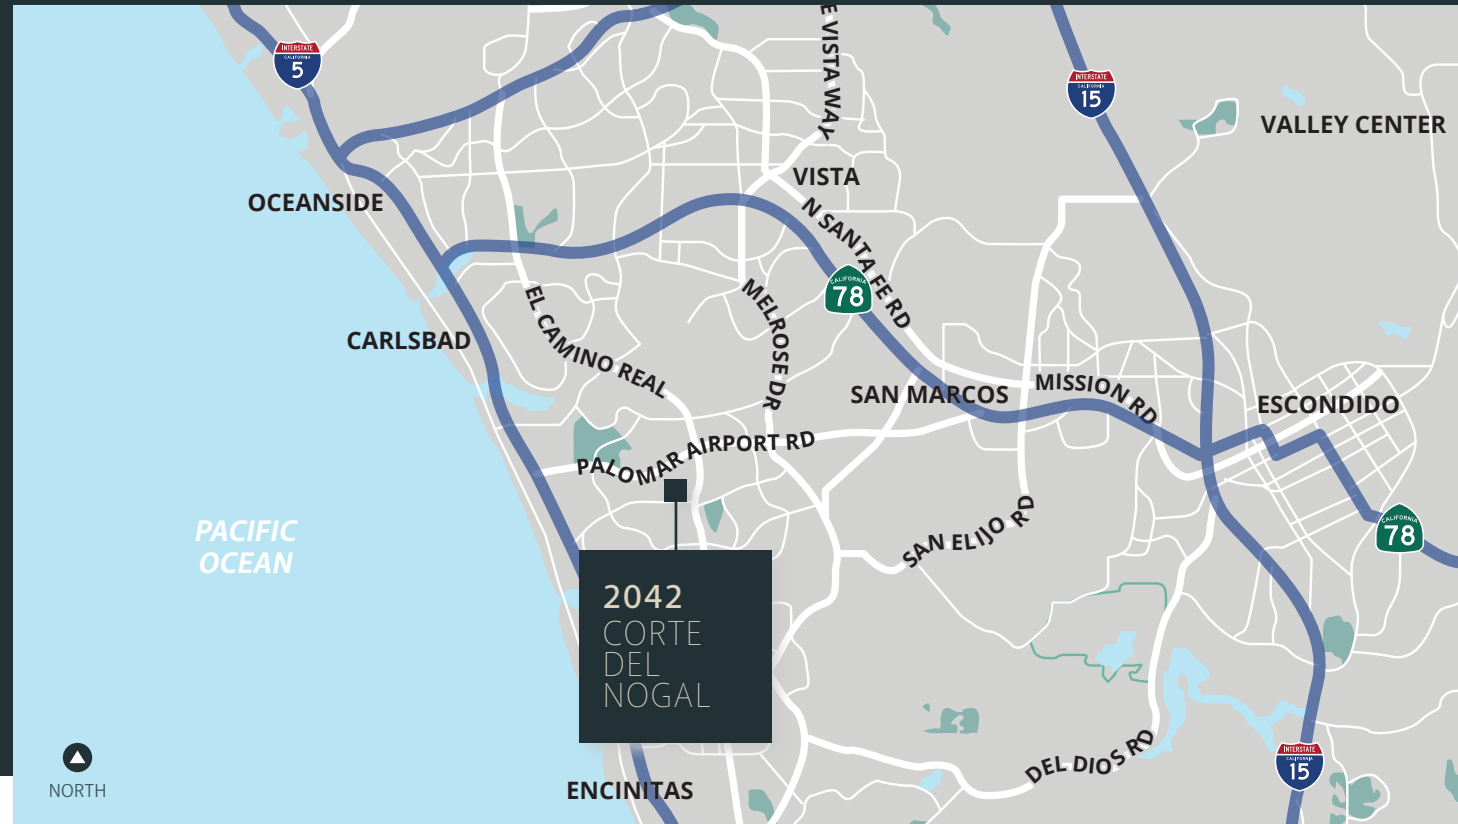 E VISTA WAY
INTERSTATE
CALIFORNIA
5
INTERSTATE
CALIFORNIA
15
VALLEY CENTER
VISTA
OCEANSIDE
N SANTA FE RD
CALIFORNIA
78
EL CAMINO REAL
MELROSE DR
CARLSBAD
SAN MARCOS
MISSION RD
ESCONDIDO
PALOMAR AIRPORT RD
SAN ELIJO RD
CALIFORNIA
78
PACIFIC
OCEAN
2042
CORTE
DEL
NOGAL
DEL DIOS RD
INTERSTATE
CALIFORNIA
15
NORTH
ENCINITAS